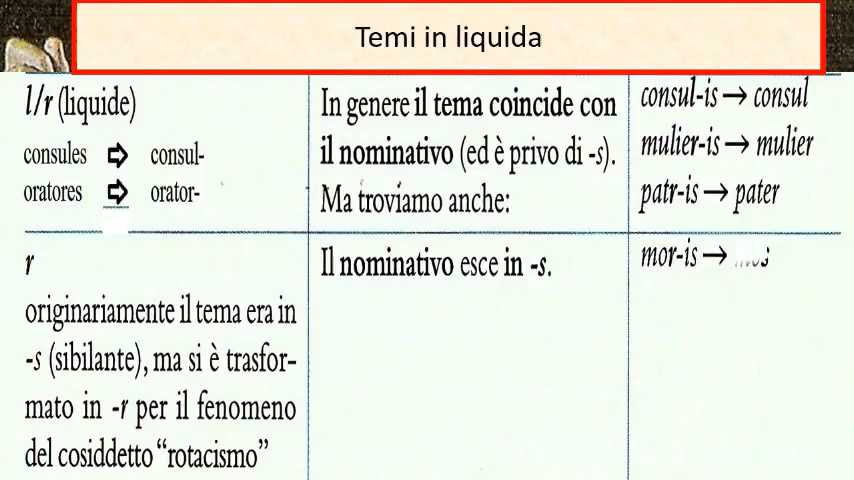 Temi in liquida
l/r (liquide)
consules ⇨ consul-
oratores ⇨ orator-
In genere il tema coincide con
il nominativo (ed è privo di -s).
Ma troviamo anche:
consul-is → consul
mulier-is → mulier
patr-is → pater
r
originariamente il tema era in
-s (sibilante), ma si è trasfor-
mato in -r per il fenomeno
del cosiddetto “rotacismo”
Il nominativo esce in -s.
mor-is →